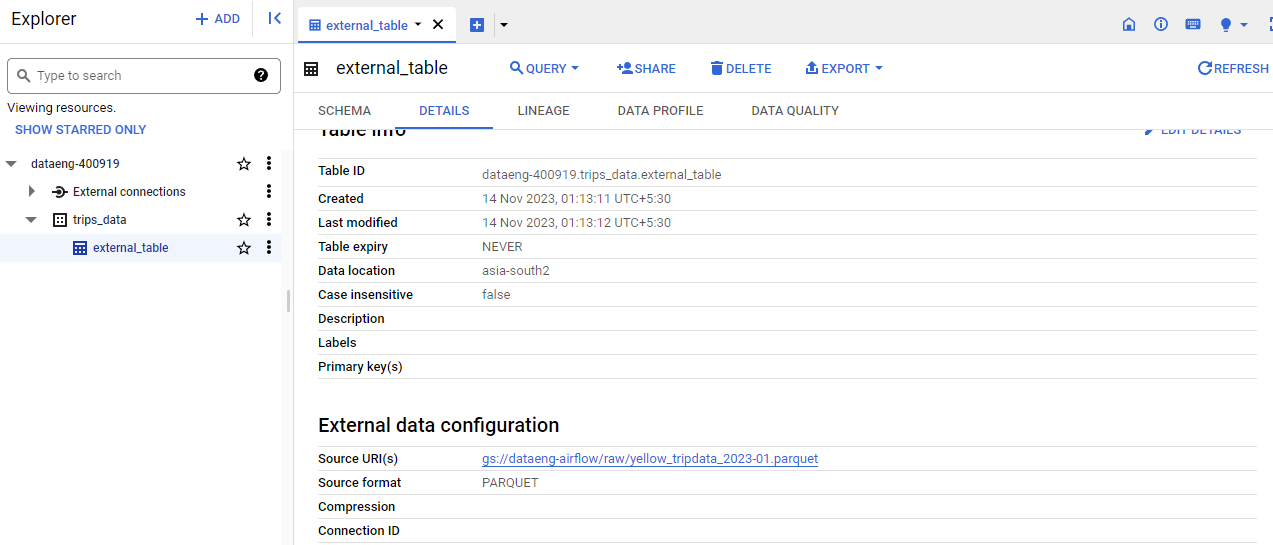 Explorer
+ ADD
Type to search
?
Viewing resources.
SHOW STARRED ONLY
dataeng-400919
External connections
trips_data
external_table
external_table
external_table
QUERY
SHARE
DELETE
EXPORT
REFRESH
SCHEMA
DETAILS
LINEAGE
DATA PROFILE
DATA QUALITY
Table info
EDIT DETAILS
Table ID dataeng-400919.trips_data.external_table
Created 14 Nov 2023, 01:13:11 UTC+5:30
Last modified 14 Nov 2023, 01:13:12 UTC+5:30
Table expiry NEVER
Data location asia-south2
Case insensitive false
Description
Labels
Primary key(s)
External data configuration
Source URI(s) gs://dataeng-airflow/raw/yellow_tripdata_2023-01.parquet
Source format PARQUET
Compression
Connection ID